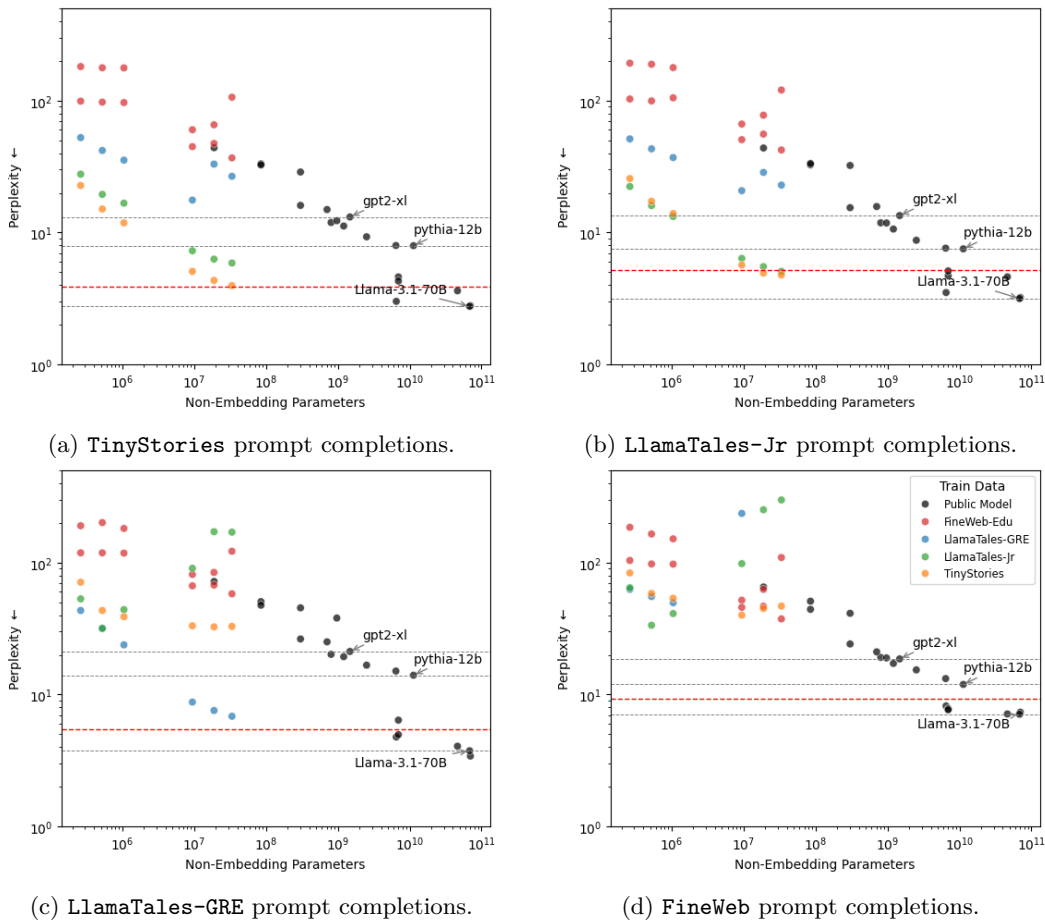 10²
10¹
10⁰
Perplexity ←
gpt2-xl
pythia-12b
Llama-3.1-70B
10⁶ 10⁷ 10⁸ 10⁹ 10¹⁰ 10¹¹
Non-Embedding Parameters
(a) TinyStories prompt completions.
10²
10¹
10⁰
Perplexity ←
gpt2-xl
pythia-12b
Llama-3.1-70B
10⁶ 10⁷ 10⁸ 10⁹ 10¹⁰ 10¹¹
Non-Embedding Parameters
(b) LlamaTales-Jr prompt completions.
10²
10¹
10⁰
Perplexity ←
gpt2-xl
pythia-12b
Llama-3.1-70B
10⁶ 10⁷ 10⁸ 10⁹ 10¹⁰ 10¹¹
Non-Embedding Parameters
(c) LlamaTales-GRE prompt completions.
10²
10¹
10⁰
Perplexity ←
Train Data
Public Model
FineWeb-Edu
LlamaTales-GRE
LlamaTales-Jr
TinyStories
gpt2-xl
pythia-12b
Llama-3.1-70B
10⁶ 10⁷ 10⁸ 10⁹ 10¹⁰ 10¹¹
Non-Embedding Parameters
(d) FineWeb prompt completions.